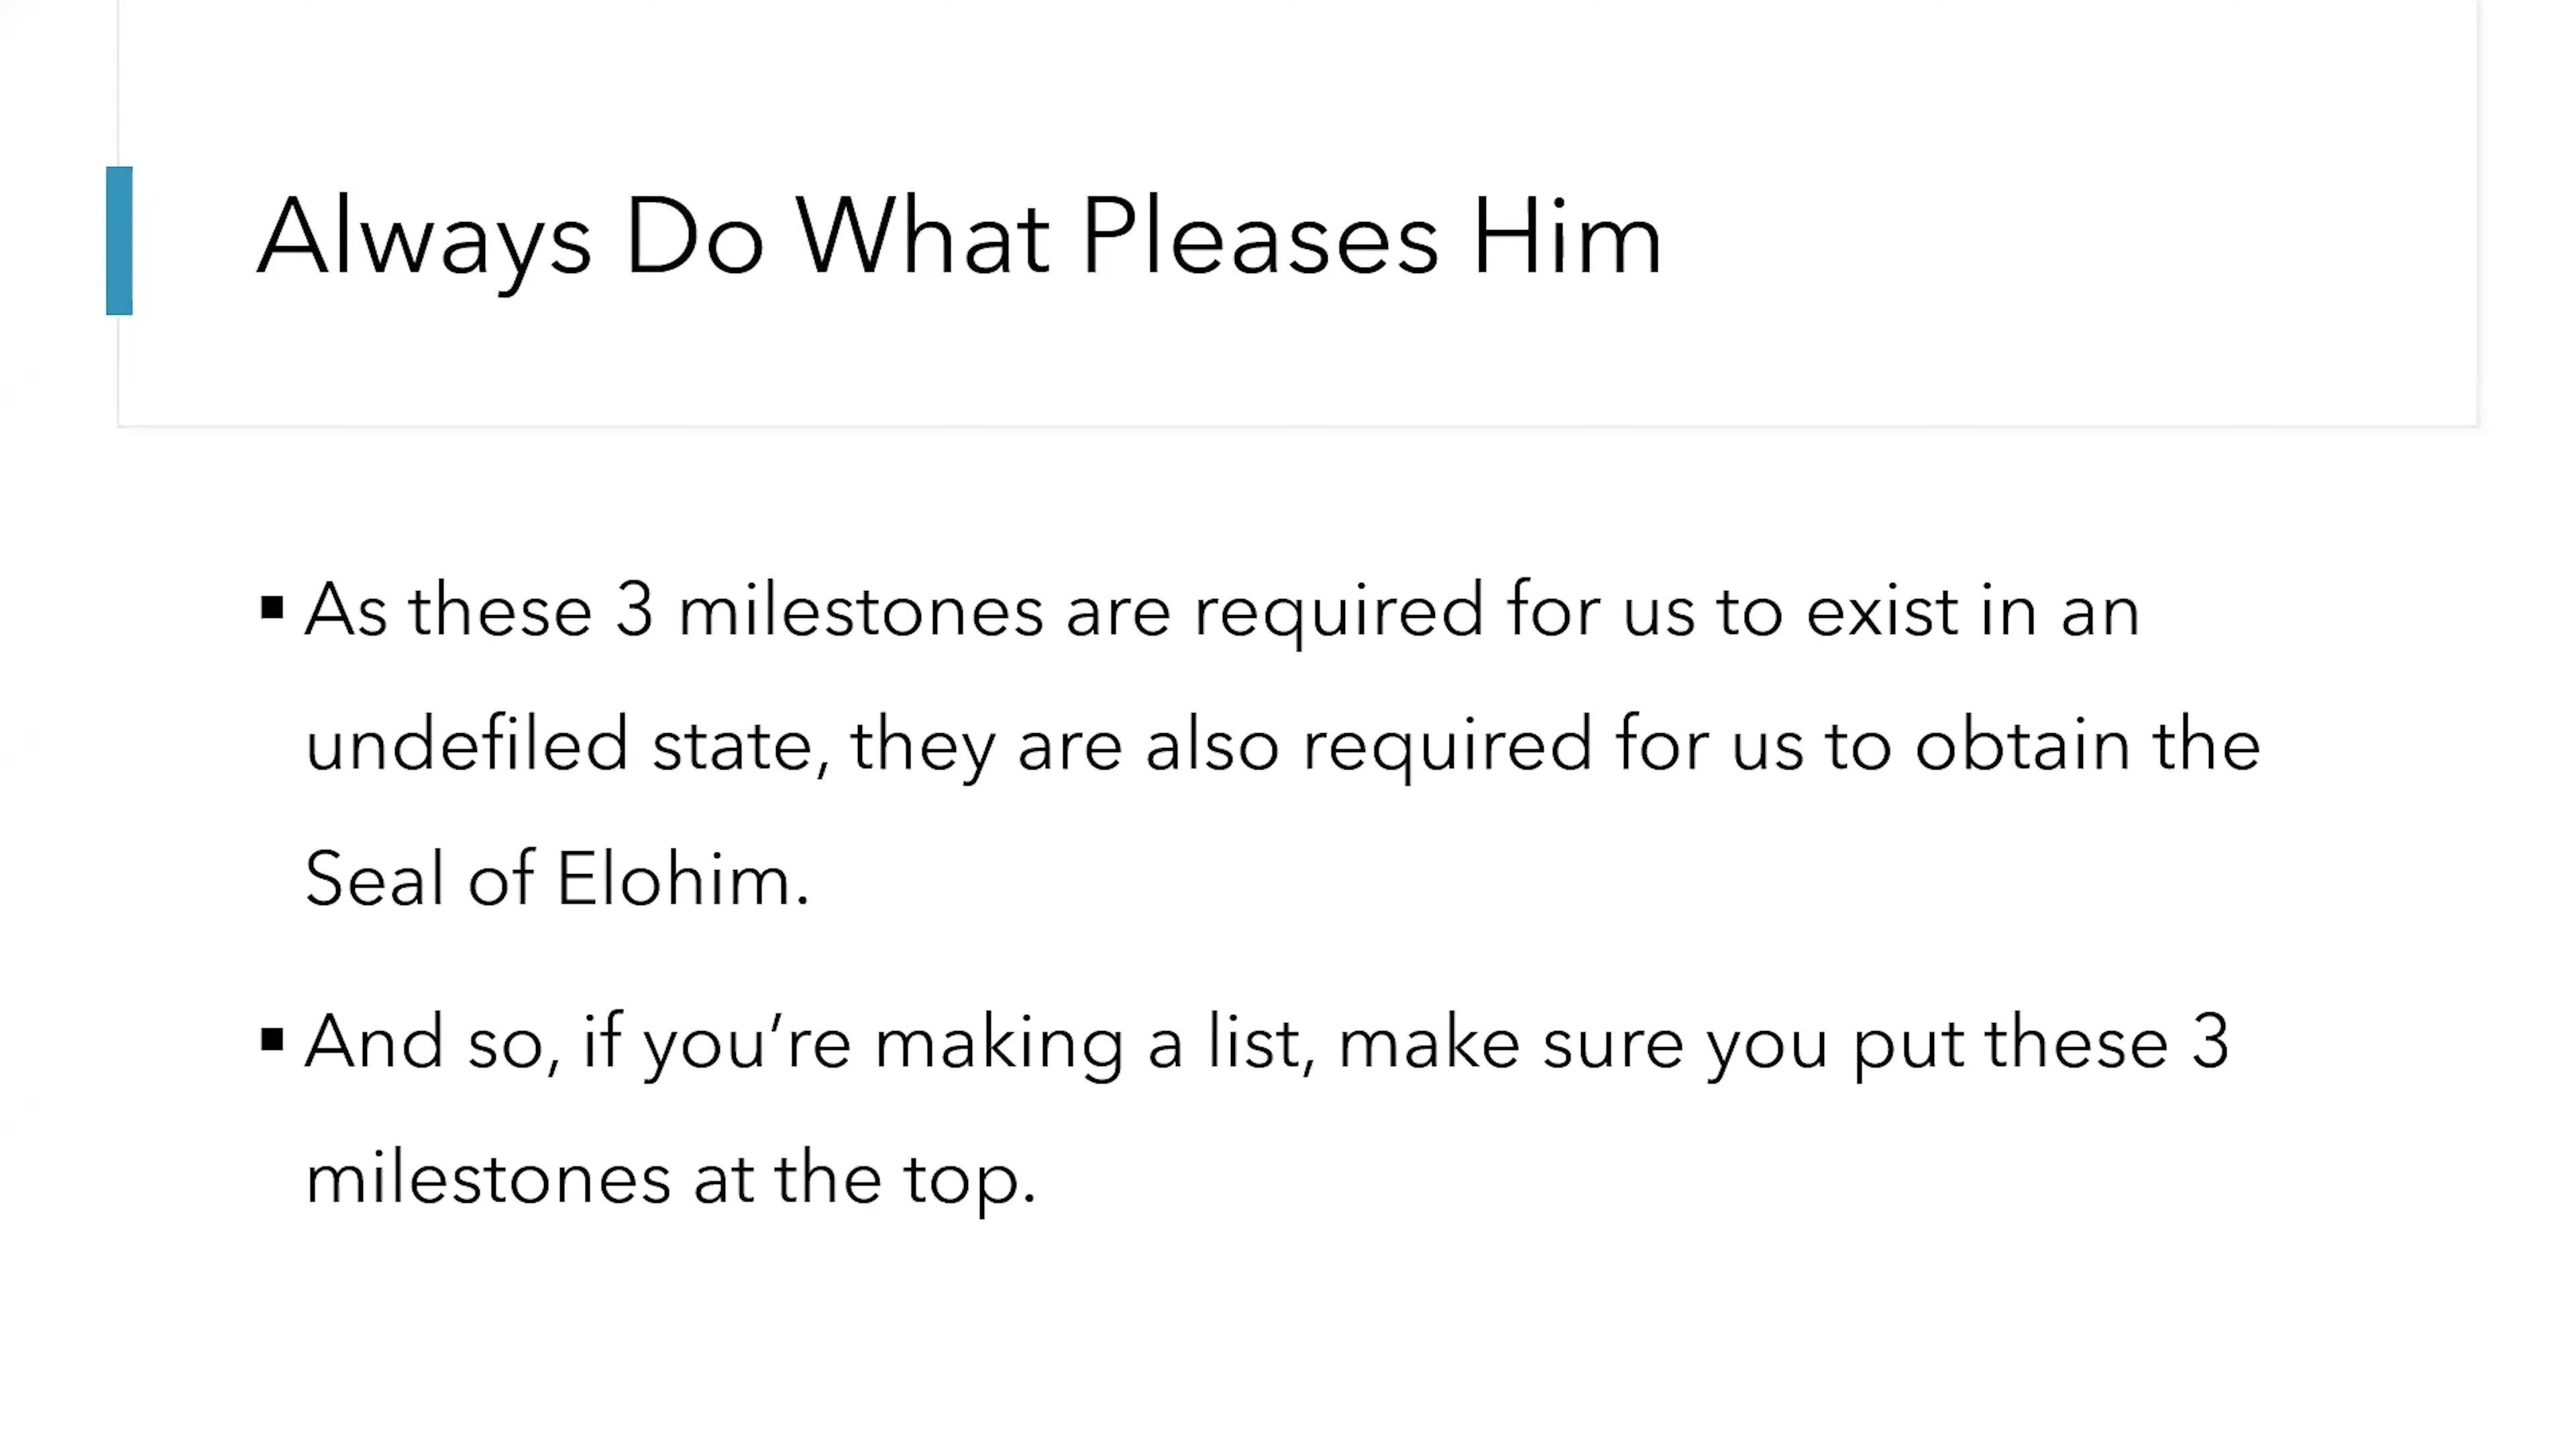 Always Do What Pleases Him
▪ As these 3 milestones are required for us to exist in an
undefiled state, they are also required for us to obtain the
Seal of Elohim.
▪ And so, if you’re making a list, make sure you put these 3
milestones at the top.